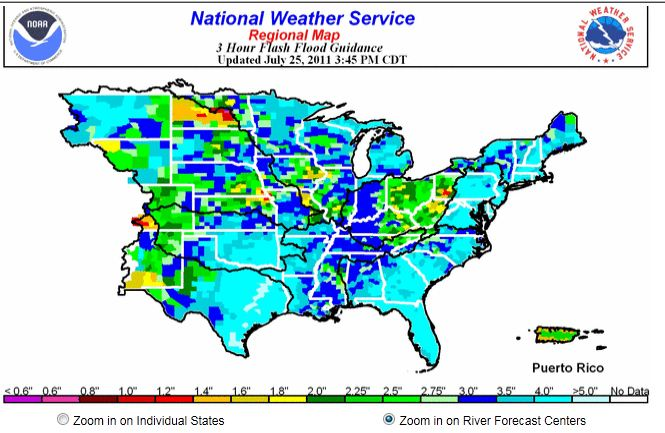 National Weather Service
Regional Map
3 Hour Flash Flood Guidance
Updated July 25, 2011 3:45 PM CDT
NOAA
NATIONAL WEATHER SERVICE
Puerto Rico
< 0.6" 0.6" 0.8" 1.0" 1.2" 1.4" 1.6" 1.8" 2.0" 2.25" 2.5" 2.75" 3.0" 3.5" 4.0" >5.0" No Data
Zoom in on Individual States Zoom in on River Forecast Centers